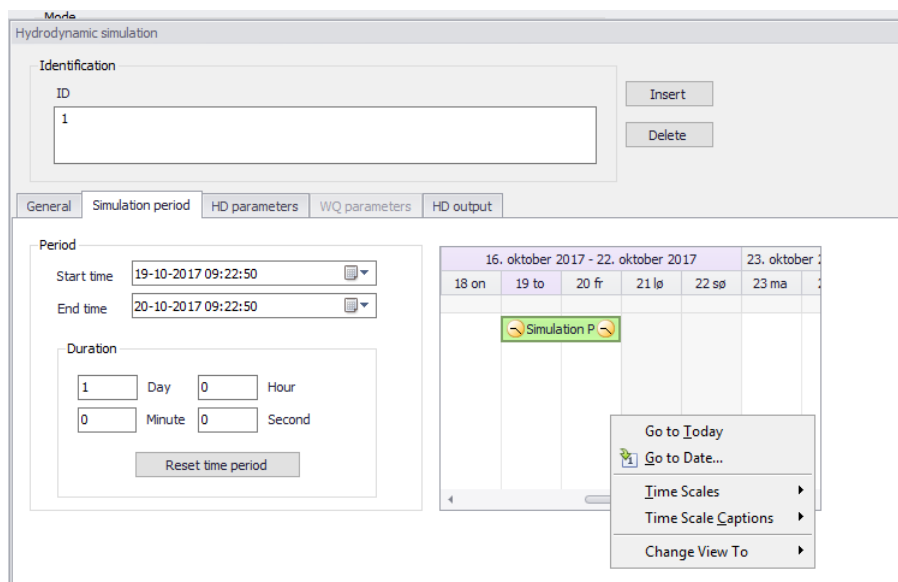 Mode
Hydrodynamic simulation
Identification
ID
1
Insert
Delete
General Simulation period HD parameters WQ parameters HD output
Period
Start time 19-10-2017 09:22:50
End time 20-10-2017 09:22:50
Duration
1 Day 0 Hour
0 Minute 0 Second
Reset time period
16. oktober 2017 - 22. oktober 2017 23. oktober
18 on 19 to 20 fr 21 lø 22 sø 23 ma
Simulation P
Go to Today
Go to Date...
Time Scales
Time Scale Captions
Change View To